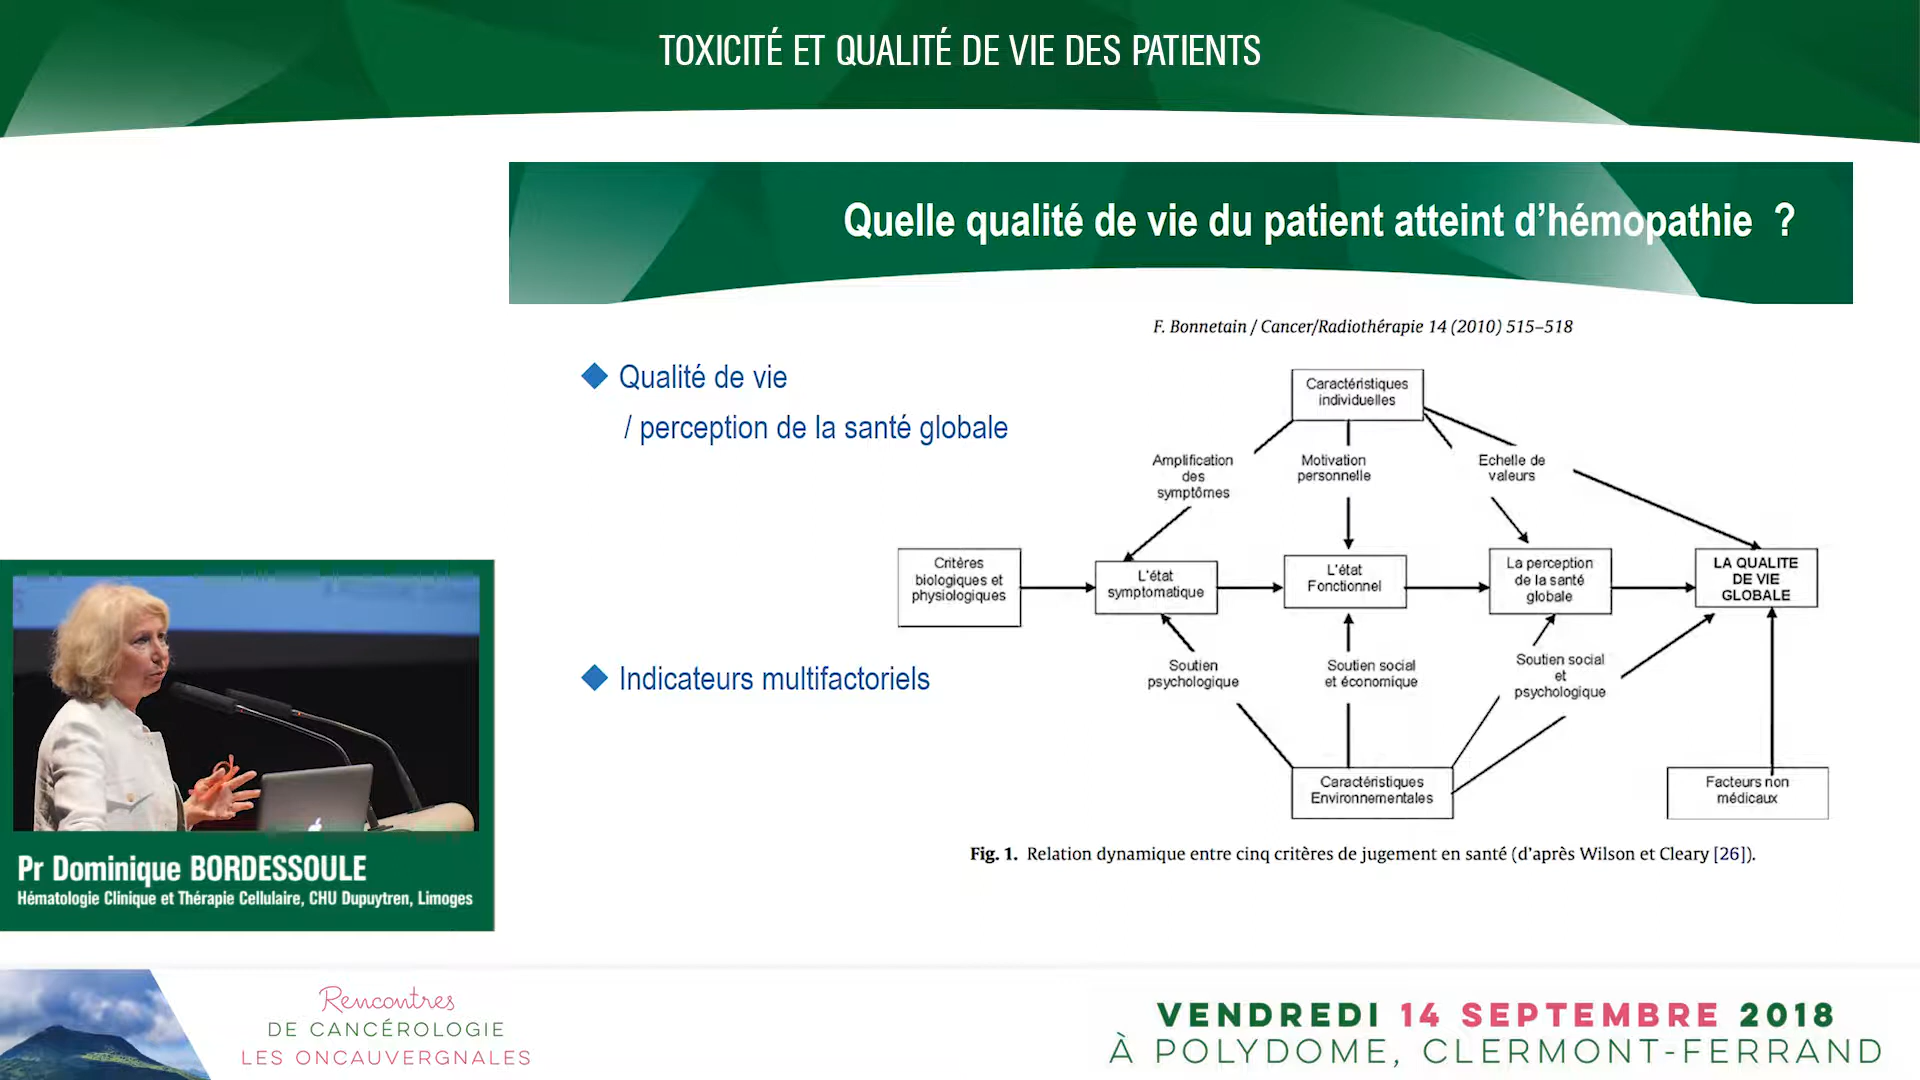 TOXICITÉ ET QUALITÉ DE VIE DES PATIENTS
Quelle qualité de vie du patient atteint d’hémopathie ?
F. Bonnetain / Cancer/Radiothérapie 14 (2010) 515–518
Qualité de vie
/ perception de la santé globale
Indicateurs multifactoriels
Caractéristiques
individuelles
Amplification
des
symptômes
Motivation
personnelle
Echelle de
valeurs
Critères
biologiques et
physiologiques
L'état
symptomatique
L'état
Fonctionnel
La perception
de la santé
globale
LA QUALITE
DE VIE
GLOBALE
Soutien
psychologique
Soutien social
et économique
Soutien social
et
psychologique
Caractéristiques
Environnementales
Facteurs non
médicaux
Fig. 1. Relation dynamique entre cinq critères de jugement en santé (d’après Wilson et Cleary [26]).
Pr Dominique BORDESSOULE
Hématologie Clinique et Thérapie Cellulaire, CHU Dupuytren, Limoges
Rencontres
DE CANCÉROLOGIE
LES ONCAUVERGNALES
VENDREDI 14 SEPTEMBRE 2018
À POLYDOME, CLERMONT-FERRAND